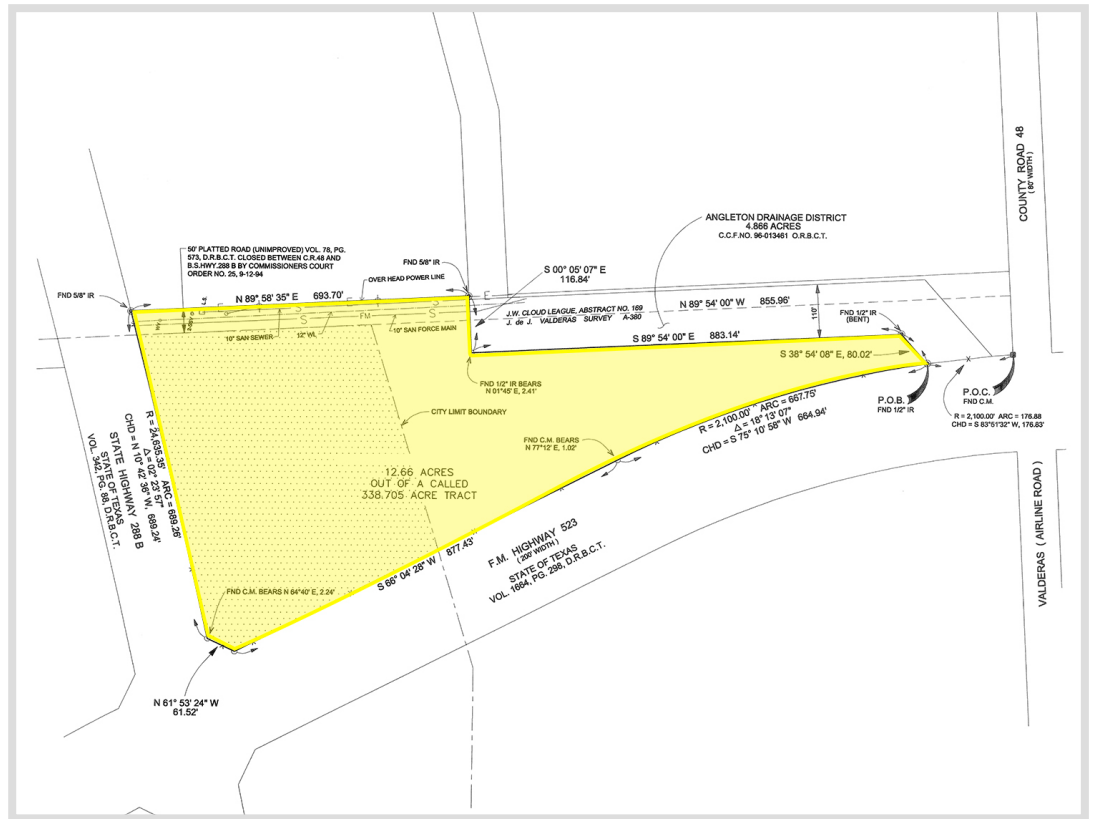 COUNTY ROAD 48
( 80' WIDTH )
ANGLETON DRAINAGE DISTRICT
4.866 ACRES
C.C.F.NO. 96-013461 O.R.B.C.T.
50' PLATTED ROAD (UNIMPROVED) VOL. 78, PG.
573, D.R.B.C.T. CLOSED BETWEEN C.R.48 AND
B.S.HWY.288 B BY COMMISSIONERS COURT
ORDER NO. 25, 9-12-94
FND 5/8" IR
OVER HEAD POWER LINE
S 00° 05' 07" E
116.84'
FND 5/8" IR
N 89° 58' 35" E 693.70'
E
N 89° 54' 00" W 855.96'
J.W. CLOUD LEAGUE, ABSTRACT NO. 169
J. de J. VALDERAS SURVEY A-380
110'
FND 1/2" IR
(BENT)
S
S
S
S
FM
10" SAN SEWER
12" WL
10" SAN FORCE MAIN
S 89° 54' 00" E 883.14'
S 38° 54' 08" E, 80.02'
FND 1/2" IR BEARS
N 01°45' E, 2.41'
P.O.B.
FND 1/2" IR
P.O.C.
FND C.M.
R = 2,100.00' ARC = 176.88
CHD = S 83°51'32" W, 176.83'
CITY LIMIT BOUNDARY
R = 2,100.00' ARC = 667.75'
Δ = 18° 13' 07"
CHD = S 75° 10' 58" W 664.94'
FND C.M. BEARS
N 77°12' E, 1.02'
12.66 ACRES
OUT OF A CALLED
338.705 ACRE TRACT
R = 24,635.35' ARC = 689.26'
Δ = 02° 23' 57"
CHD = N 10° 42' 36" W, 689.24'
STATE HIGHWAY 288 B
STATE OF TEXAS
VOL. 342, PG. 88, D.R.B.C.T.
S 66° 04' 28" W 877.43'
F.M. HIGHWAY 523
( 200' WIDTH )
STATE OF TEXAS
VOL. 1664, PG. 298, D.R.B.C.T.
VALDERAS ( AIRLINE ROAD )
FND C.M. BEARS N 64°40' E, 2.24'
N 61° 53' 24" W
61.52'